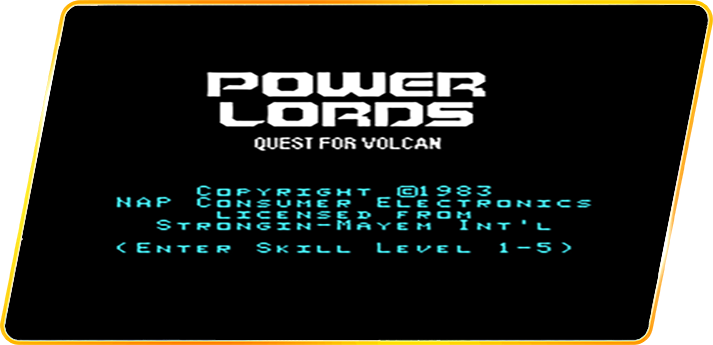 POWER
LORDS
QUEST FOR VOLCAN
COPYRIGHT ©1983
NAP CONSUMER ELECTRONICS
LICENSED FROM
STRONGIN-MAYEM INT'L
(ENTER SKILL LEVEL 1-5)